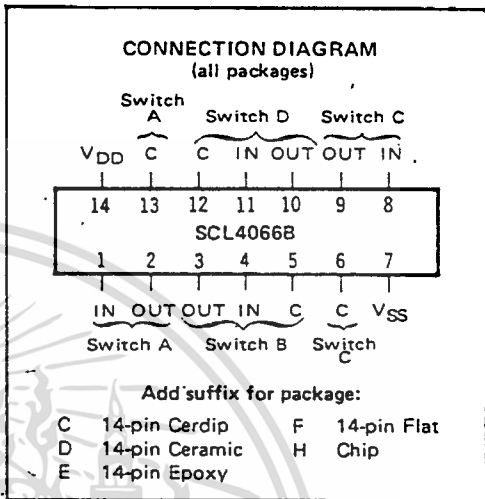 CONNECTION DIAGRAM
(all packages)
Switch A Switch D Switch C
VDD C C IN OUT OUT IN
14 13 12 11 10 9 8
SCL4066B
1 2 3 4 5 6 7
IN OUT OUT IN C C VSS
Switch A Switch B Switch C
Add suffix for package:
C 14-pin Cerdip F 14-pin Flat
D 14-pin Ceramic H Chip
E 14-pin Epoxy